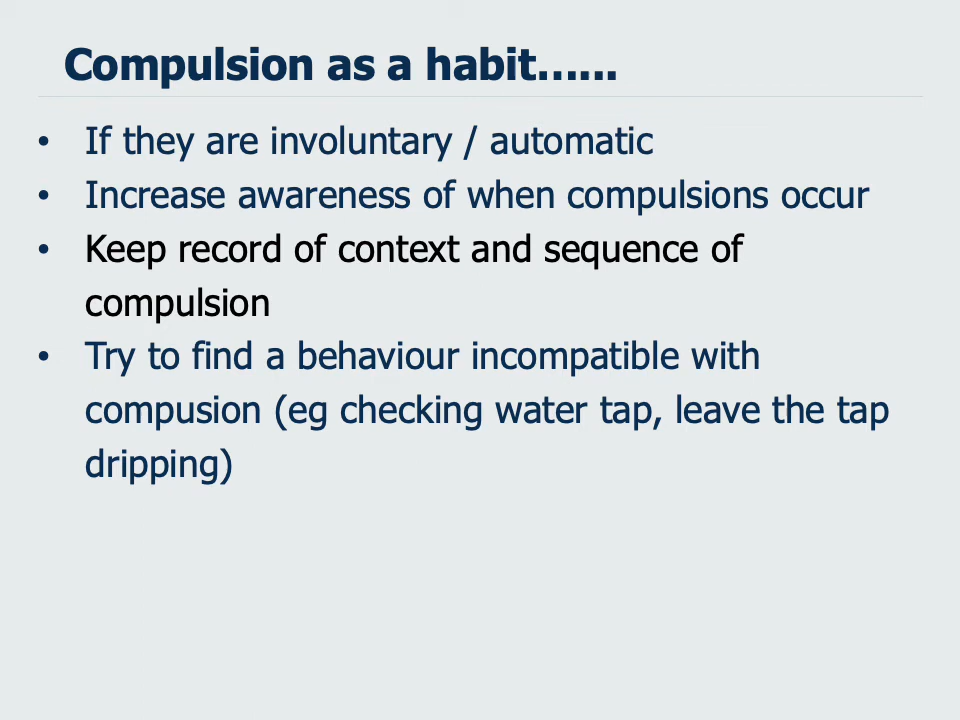 Compulsion as a habit......
• If they are involuntary / automatic
• Increase awareness of when compulsions occur
• Keep record of context and sequence of
compulsion
• Try to find a behaviour incompatible with
compusion (eg checking water tap, leave the tap
dripping)